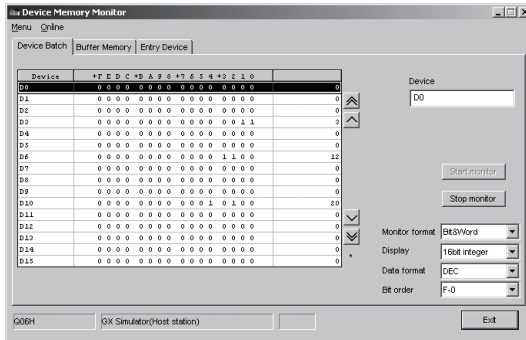 Device Memory Monitor
Menu Online
Device Batch Buffer Memory Entry Device
Device +F E D C +B A 9 8 +7 6 5 4 +3 2 1 0
D0 0 0 0 0 0 0 0 0 0 0 0 0 0 0 0 0 0
D1 0 0 0 0 0 0 0 0 0 0 0 0 0 0 0 0 0
D2 0 0 0 0 0 0 0 0 0 0 0 0 0 0 0 0 0
D3 0 0 0 0 0 0 0 0 0 0 0 0 0 0 1 1 3
D4 0 0 0 0 0 0 0 0 0 0 0 0 0 0 0 0 0
D5 0 0 0 0 0 0 0 0 0 0 0 0 0 0 0 0 0
D6 0 0 0 0 0 0 0 0 0 0 0 0 1 1 0 0 12
D7 0 0 0 0 0 0 0 0 0 0 0 0 0 0 0 0 0
D8 0 0 0 0 0 0 0 0 0 0 0 0 0 0 0 0 0
D9 0 0 0 0 0 0 0 0 0 0 0 0 0 0 0 0 0
D10 0 0 0 0 0 0 0 0 0 0 0 1 0 1 0 0 20
D11 0 0 0 0 0 0 0 0 0 0 0 0 0 0 0 0 0
D12 0 0 0 0 0 0 0 0 0 0 0 0 0 0 0 0 0
D13 0 0 0 0 0 0 0 0 0 0 0 0 0 0 0 0 0
D14 0 0 0 0 0 0 0 0 0 0 0 0 0 0 0 0 0
D15 0 0 0 0 0 0 0 0 0 0 0 0 0 0 0 0 0
Device
D0
Start monitor
Stop monitor
Monitor format Bit&Word
Display 16bit integer
Data format DEC
Bit order F-0
*
Q06H GX Simulator(Host station) Exit